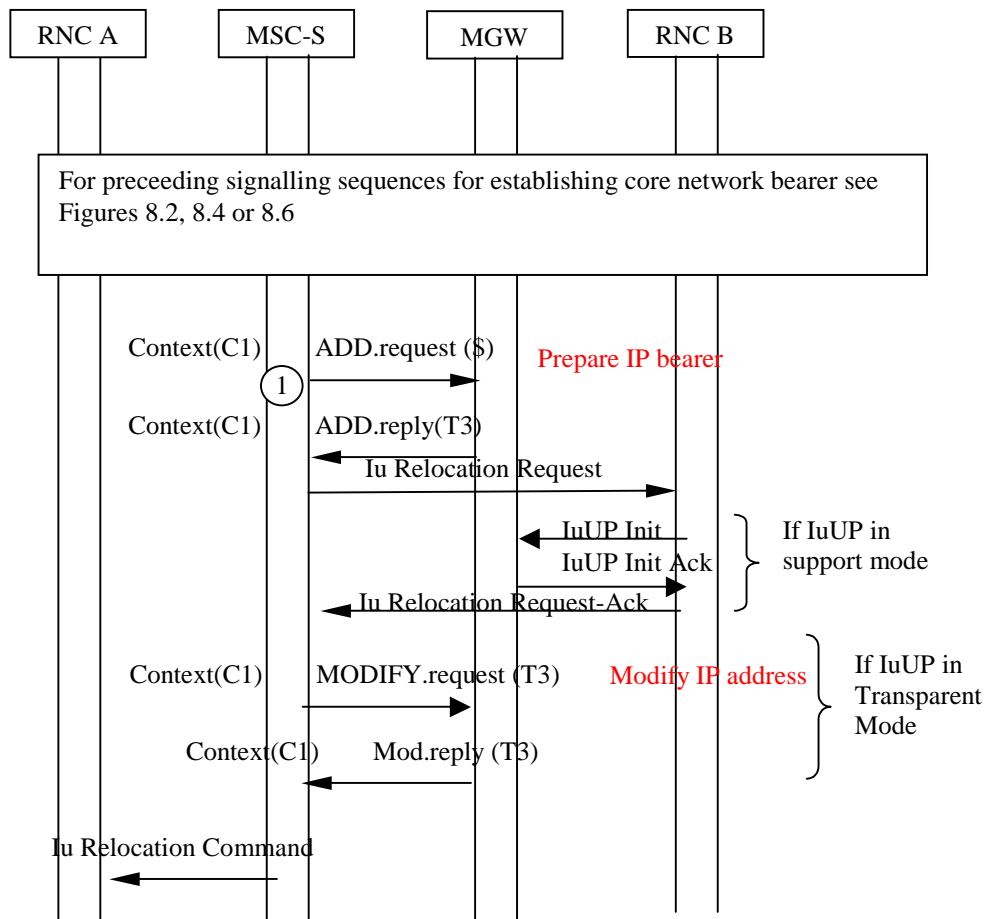 RNC A
MSC-S
MGW
RNC B
For preceeding signalling sequences for establishing core network bearer see
Figures 8.2, 8.4 or 8.6
Context(C1)
ADD.request ($)
Prepare IP bearer
1
Context(C1)
ADD.reply(T3)
Iu Relocation Request
IuUP Init
IuUP Init Ack
If IuUP in
support mode
Iu Relocation Request-Ack
Context(C1)
MODIFY.request (T3)
Modify IP address
If IuUP in
Transparent
Mode
Context(C1)
Mod.reply (T3)
Iu Relocation Command